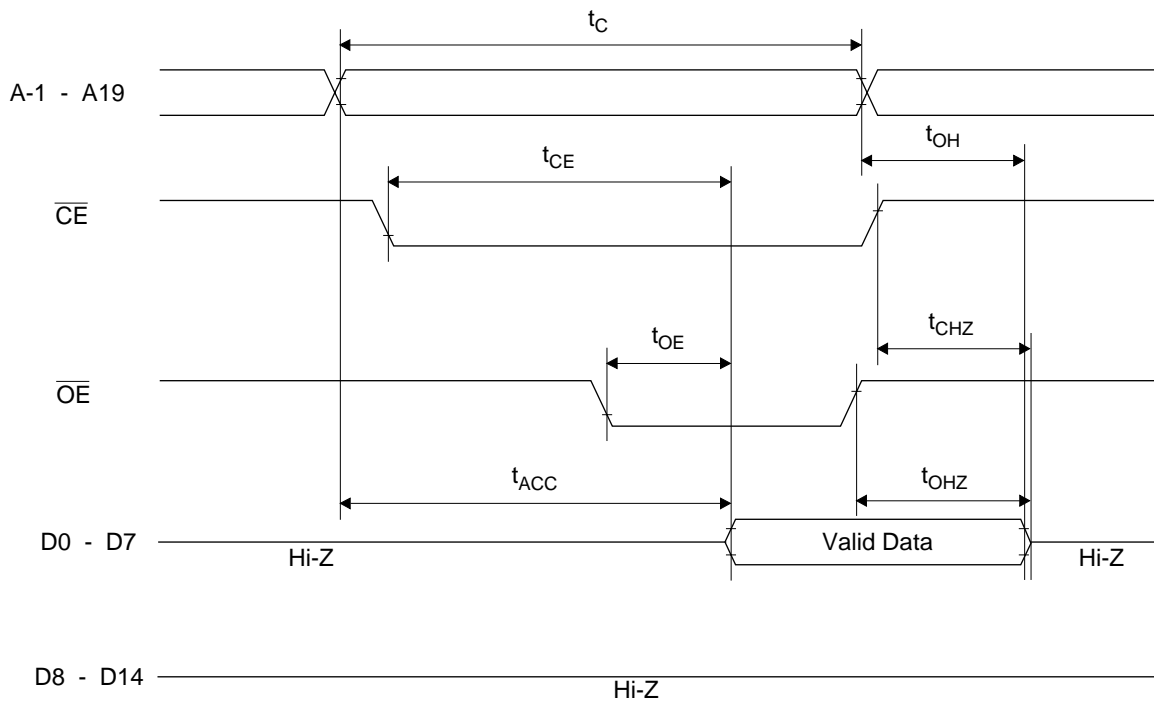 tC
A-1 - A19
tOH
tCE
CE
tCHZ
tOE
OE
tACC
tOHZ
D0 - D7
Hi-Z
Valid Data
Hi-Z
D8 - D14
Hi-Z